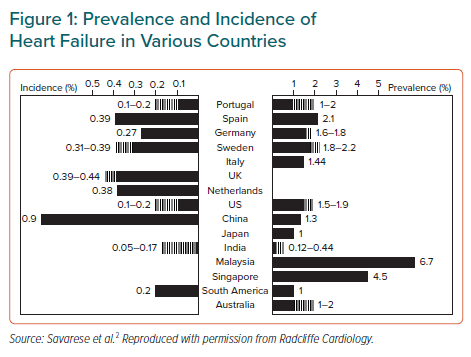 Figure 1: Prevalence and Incidence of
Heart Failure in Various Countries
Incidence (%) 0.5 0.4 0.3 0.2 0.1 1 2 3 4 5 Prevalence (%)
0.1–0.2 Portugal 1–2
0.39 Spain 2.1
0.27 Germany 1.6–1.8
0.31–0.39 Sweden 1.8–2.2
Italy 1.44
0.39–0.44 UK
0.38 Netherlands
0.1–0.2 US 1.5–1.9
0.9 China 1.3
Japan 1
0.05–0.17 India 0.12–0.44
Malaysia 6.7
Singapore 4.5
0.2 South America 1
Australia 1–2
Source: Savarese et al.² Reproduced with permission from Radcliffe Cardiology.